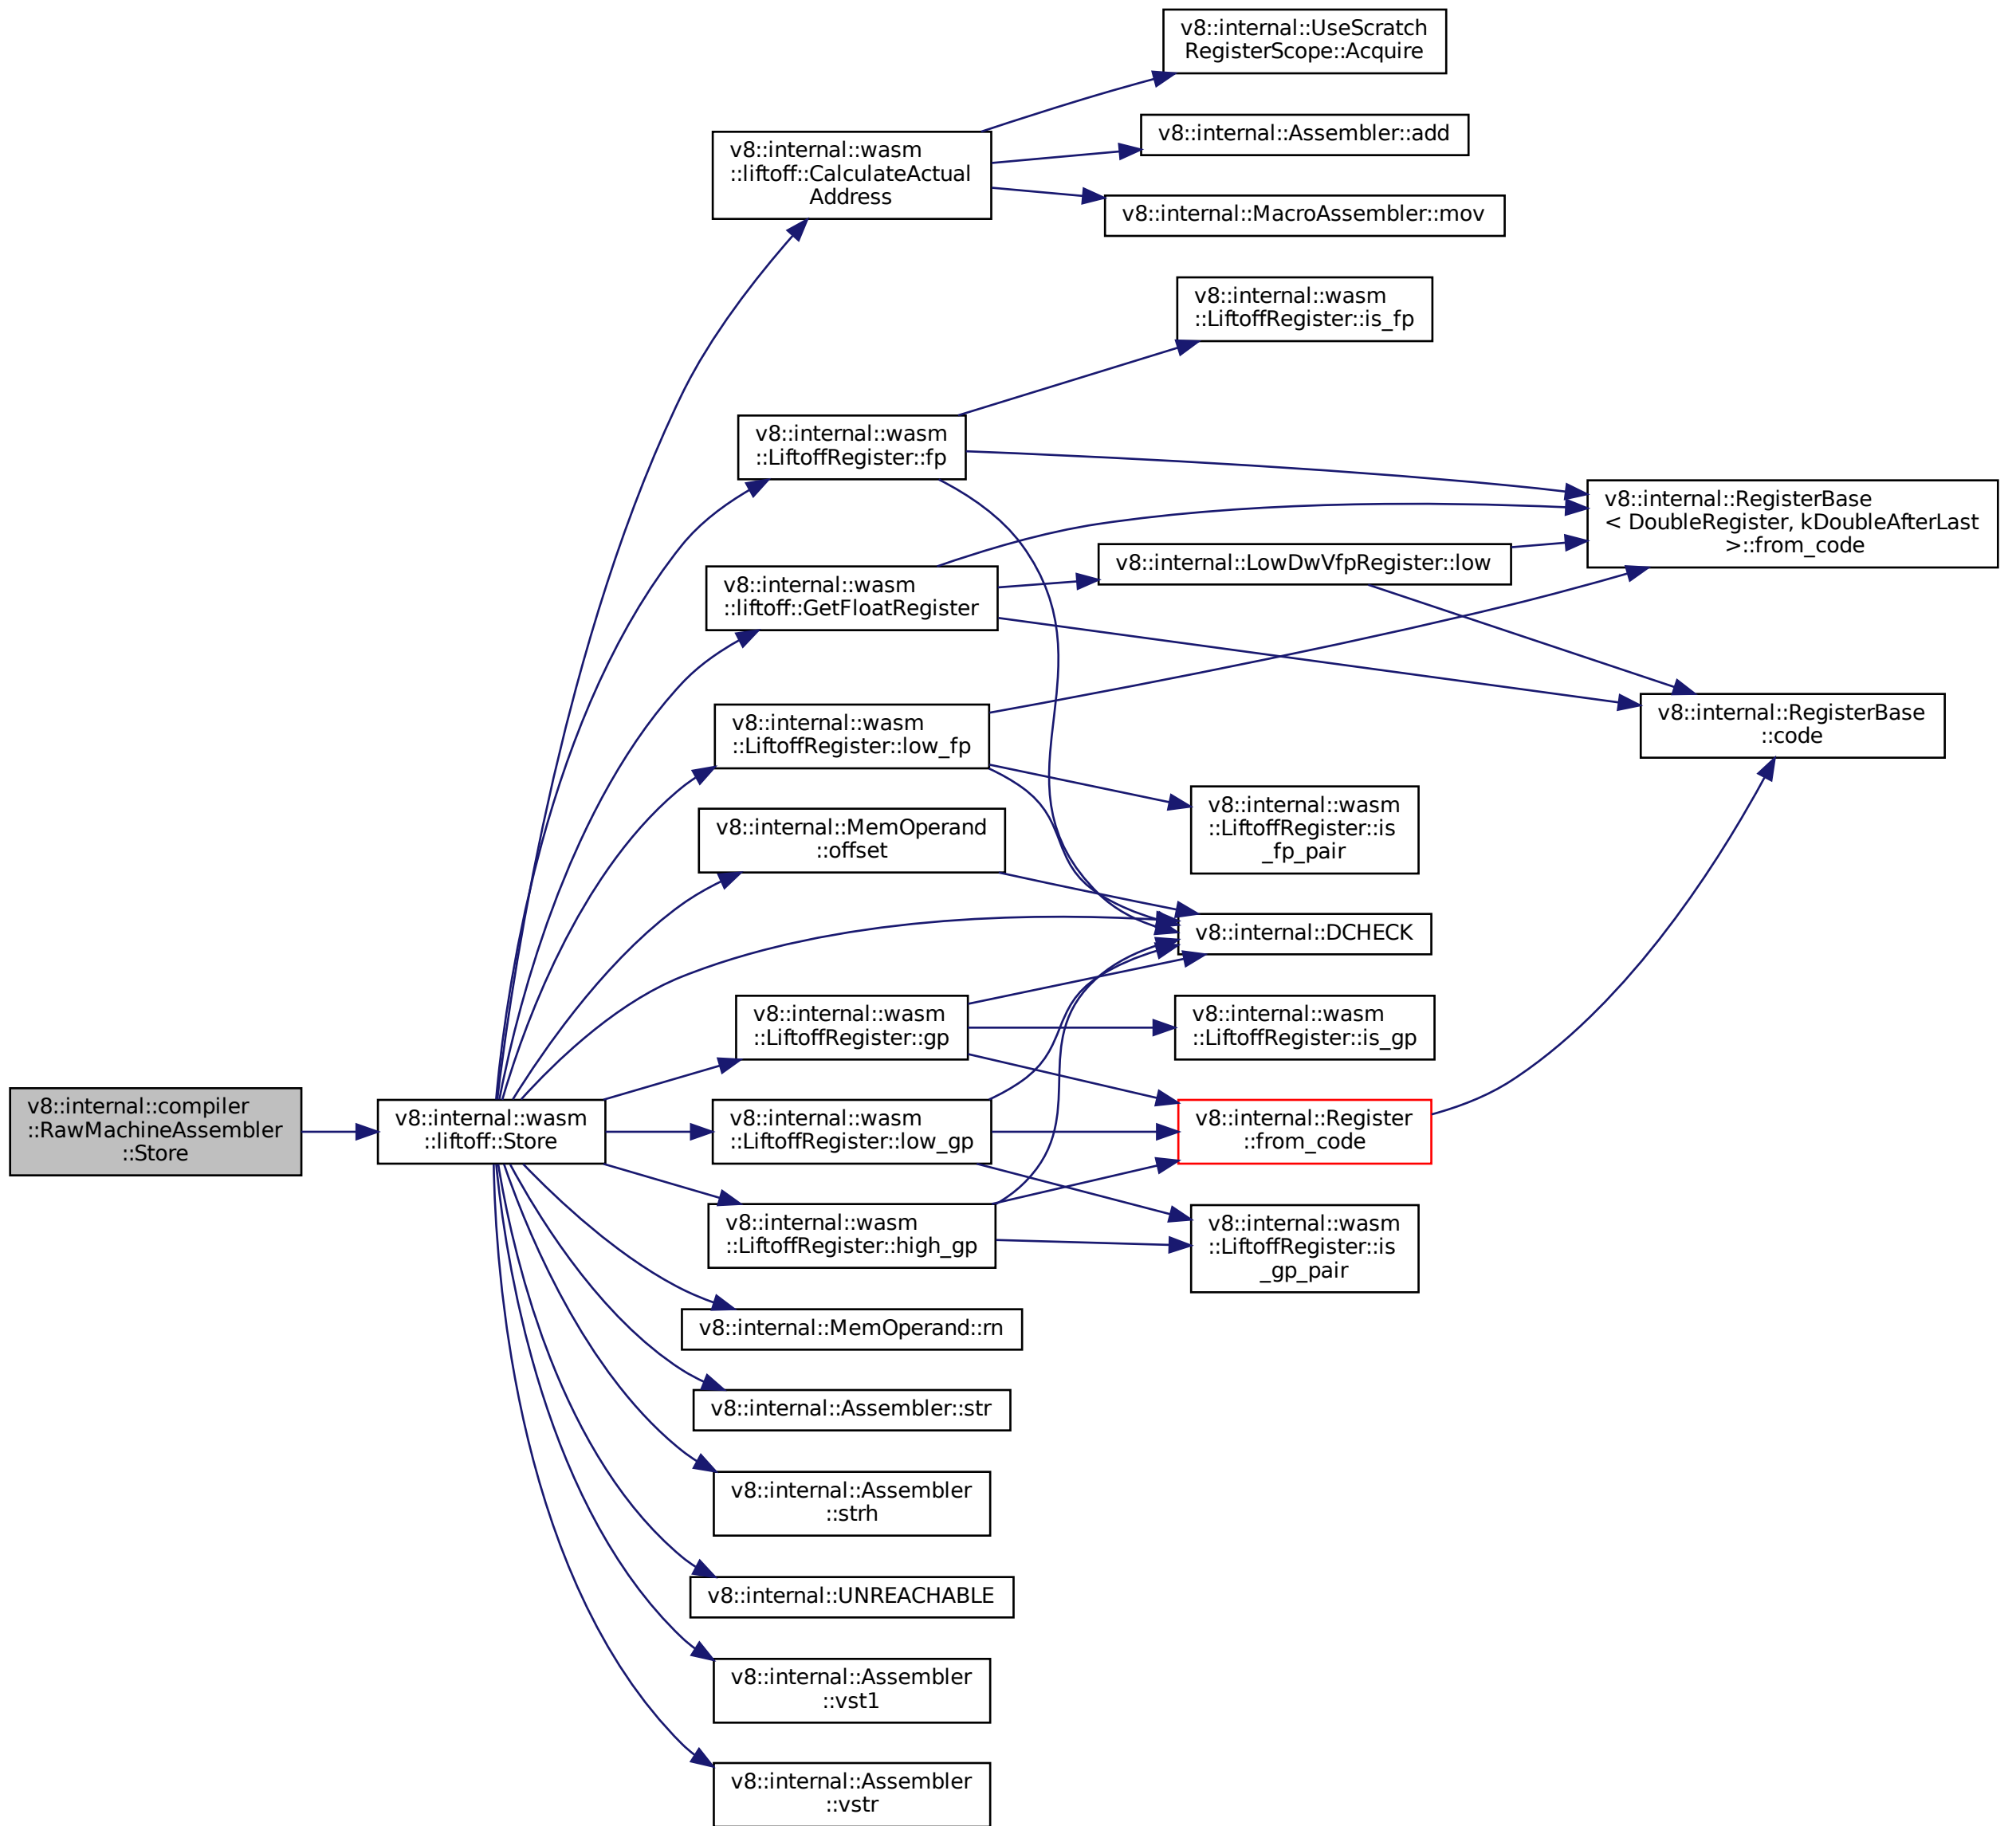 v8::internal::UseScratch
RegisterScope::Acquire
v8::internal::wasm
::liftoff::CalculateActual
Address
v8::internal::Assembler::add
v8::internal::MacroAssembler::mov
v8::internal::wasm
::LiftoffRegister::is_fp
v8::internal::wasm
::LiftoffRegister::fp
v8::internal::RegisterBase
< DoubleRegister, kDoubleAfterLast
>::from_code
v8::internal::LowDwVfpRegister::low
v8::internal::wasm
::liftoff::GetFloatRegister
v8::internal::RegisterBase
::code
v8::internal::wasm
::LiftoffRegister::low_fp
v8::internal::wasm
::LiftoffRegister::is
_fp_pair
v8::internal::MemOperand
::offset
v8::internal::DCHECK
v8::internal::wasm
::LiftoffRegister::gp
v8::internal::wasm
::LiftoffRegister::is_gp
v8::internal::compiler
::RawMachineAssembler
::Store
v8::internal::wasm
::liftoff::Store
v8::internal::wasm
::LiftoffRegister::low_gp
v8::internal::Register
::from_code
v8::internal::wasm
::LiftoffRegister::high_gp
v8::internal::wasm
::LiftoffRegister::is
_gp_pair
v8::internal::MemOperand::rn
v8::internal::Assembler::str
v8::internal::Assembler
::strh
v8::internal::UNREACHABLE
v8::internal::Assembler
::vst1
v8::internal::Assembler
::vstr